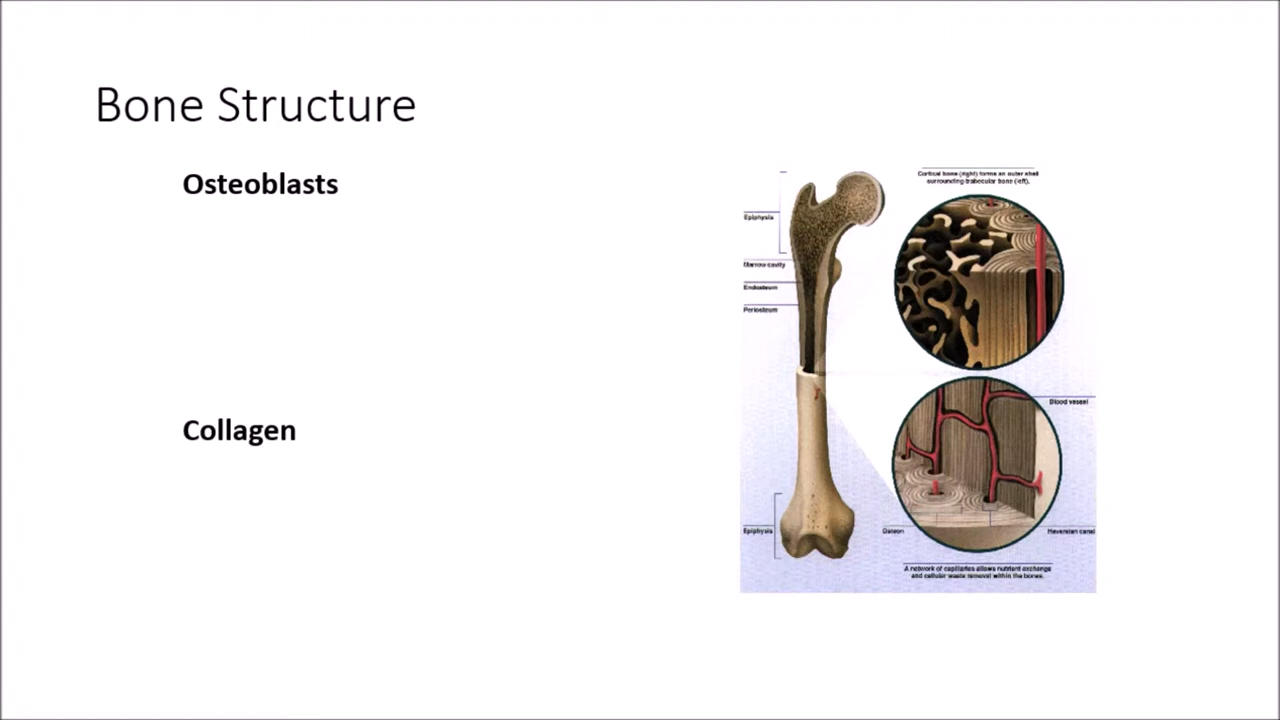 Bone Structure
Osteoblasts
Collagen
Cortical bone (right) forms an outer shell
surrounding trabecular bone (left).
Epiphysis
Marrow cavity
Endosteum
Periosteum
Blood vessel
Epiphysis
Osteon
Haversian canal
A network of capillaries allows nutrient exchange
and cellular waste removal within the bones.